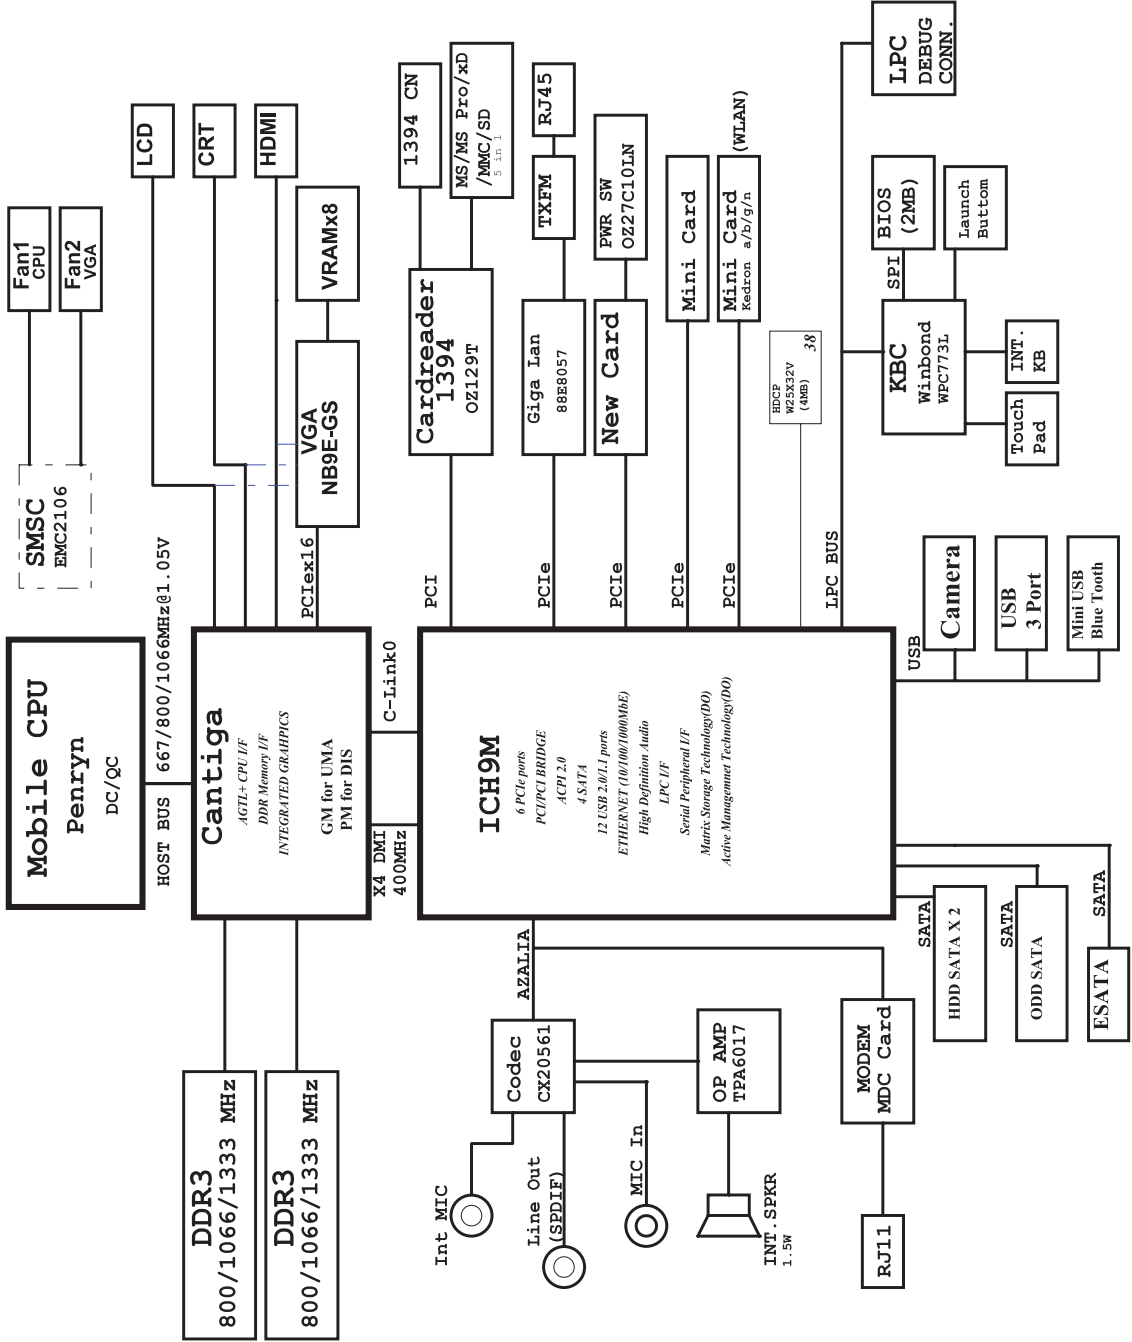 Mobile CPU
Penryn
DC/QC
SMSC
EMC2106
Fan1
CPU
Fan2
VGA
HOST BUS
667/800/1066MHz@1.05V
DDR3
800/1066/1333 MHz
DDR3
800/1066/1333 MHz
Cantiga
AGTL+ CPU I/F
DDR Memory I/F
INTEGRATED GRAHPICS
GM for UMA
PM for DIS
LCD
CRT
HDMI
PCIex16
VGA
NB9E-GS
VRAMx8
X4 DMI
400MHz
C-Link0
ICH9M
6 PCIe ports
PCI/PCI BRIDGE
ACPI 2.0
4 SATA
12 USB 2.0/1.1 ports
ETHERNET (10/100/1000MbE)
High Definition Audio
LPC I/F
Serial Peripheral I/F
Matrix Storage Technology(DO)
Active Managemnet Technology(DO)
PCI
Cardreader
1394
OZ129T
1394 CN
MS/MS Pro/xD
/MMC/SD
5 in 1
PCIe
Giga Lan
88E8057
TXFM
RJ45
PCIe
New Card
PWR SW
OZ27C10LN
PCIe
Mini Card
PCIe
Mini Card
Kedron a/b/g/n
(WLAN)
HDCP
W25X32V
(4MB)
38
LPC BUS
KBC
Winbond
WPC773L
SPI
BIOS
(2MB)
Launch
Buttom
LPC
DEBUG
CONN.
Touch
Pad
INT.
KB
USB
Camera
USB
3 Port
Mini USB
Blue Tooth
AZALIA
Codec
CX20561
Int MIC
Line Out
(SPDIF)
MIC In
OP AMP
TPA6017
INT.SPKR
1.5W
MODEM
MDC Card
RJ11
SATA
HDD SATA X 2
SATA
ODD SATA
SATA
ESATA